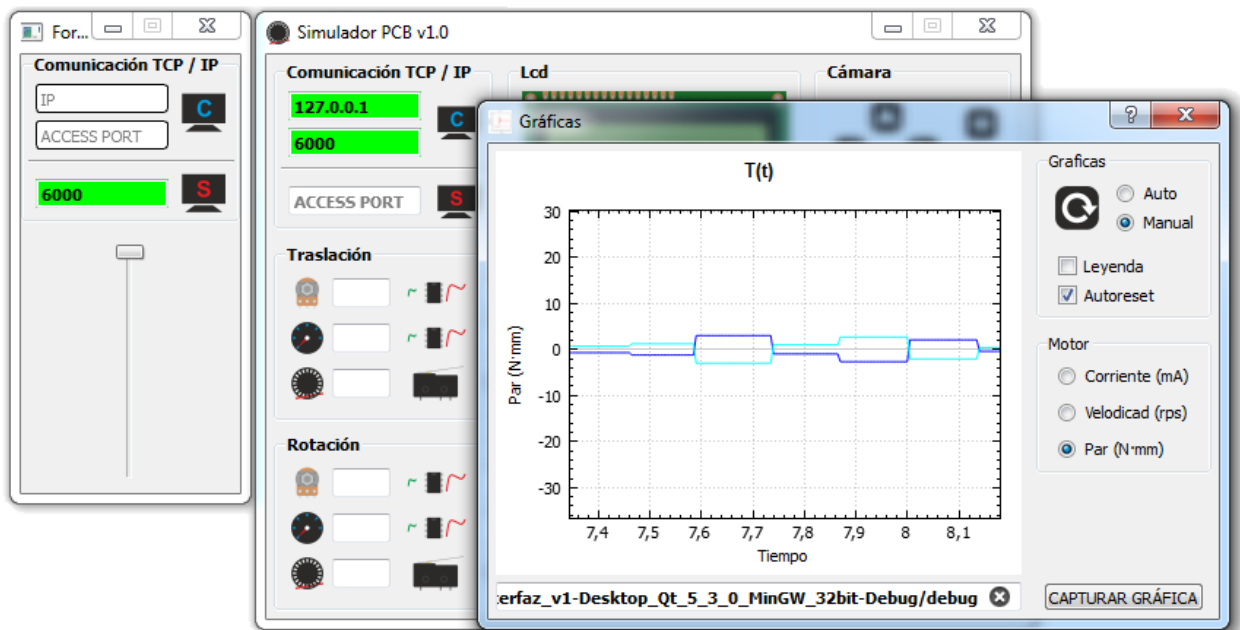 For...
Comunicación TCP / IP
IP
ACCESS PORT
C
6000
S
Simulador PCB v1.0
Comunicación TCP / IP
127.0.0.1
6000
C
ACCESS PORT
S
Lcd
Cámara
Traslación
Rotación
Gráficas
?
T(t)
30
20
10
0
-10
-20
-30
Par (N·mm)
7,4 7,5 7,6 7,7 7,8 7,9 8 8,1
Tiempo
erfaz_v1-Desktop_Qt_5_3_0_MinGW_32bit-Debug/debug
Graficas
Auto
Manual
Leyenda
Autoreset
Motor
Corriente (mA)
Velodicad (rps)
Par (N·mm)
CAPTURAR GRÁFICA